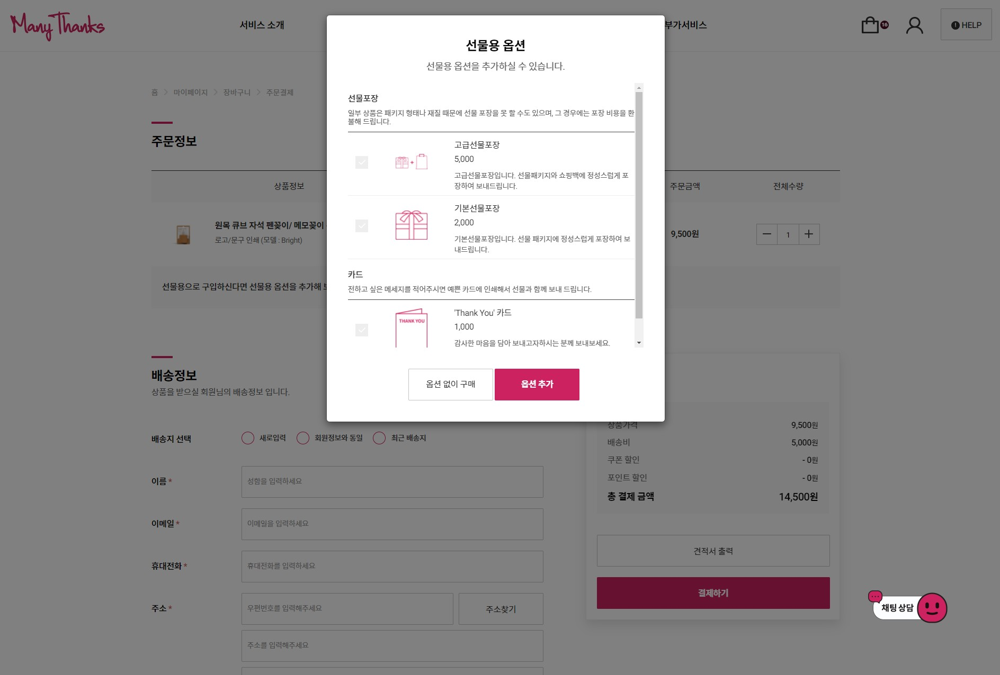 Many Thanks
서비스 소개
부가서비스
16
HELP
선물용 옵션
선물용 옵션을 추가하실 수 있습니다.
선물포장
일부 상품은 패키지 형태나 재질 때문에 선물 포장을 못 할 수도 있으며, 그 경우에는 포장 비용을 환
불해 드립니다.
고급선물포장
5,000
고급선물포장입니다. 선물패키지와 쇼핑백에 정성스럽게 포
장하여 보내드립니다.
기본선물포장
2,000
기본선물포장입니다. 선물 패키지에 정성스럽게 포장하여 보
내드립니다.
카드
전하고 싶은 메세지를 적어주시면 예쁜 카드에 인쇄해서 선물과 함께 보내 드립니다.
THANK YOU
'Thank You' 카드
1,000
감사한 마음을 담아 보내고자하시는 분께 보내보세요.
옵션 없이 구매
옵션 추가
홈 마이페이지 장바구니 주문결제
주문정보
상품정보
주문금액
전체수량
원목 큐브 자석 펜꽂이/ 메모꽂이
로고/문구 인쇄 (모델 : Bright)
9,500원
1
선물용으로 구입하신다면 선물용 옵션을 추가해
배송정보
상품을 받으실 회원님의 배송정보 입니다.
배송지 선택
새로입력
회원정보와 동일
최근 배송지
이름 *
성함을 입력하세요
이메일 *
이메일을 입력하세요
휴대전화 *
휴대전화를 입력하세요
주소 *
우편번호를 입력해주세요
주소찾기
주소를 입력해주세요
상품가격
9,500원
배송비
5,000원
쿠폰 할인
- 0원
포인트 할인
- 0원
총 결제 금액
14,500원
견적서 출력
결제하기
채팅 상담